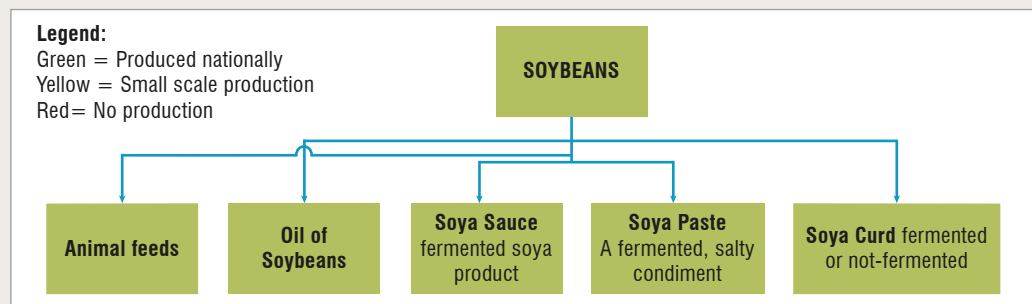 Legend:
Green = Produced nationally
Yellow = Small scale production
Red= No production
SOYBEANS
Animal feeds
Oil of
Soybeans
Soya Sauce
fermented soya
product
Soya Paste
A fermented, salty
condiment
Soya Curd fermented
or not-fermented